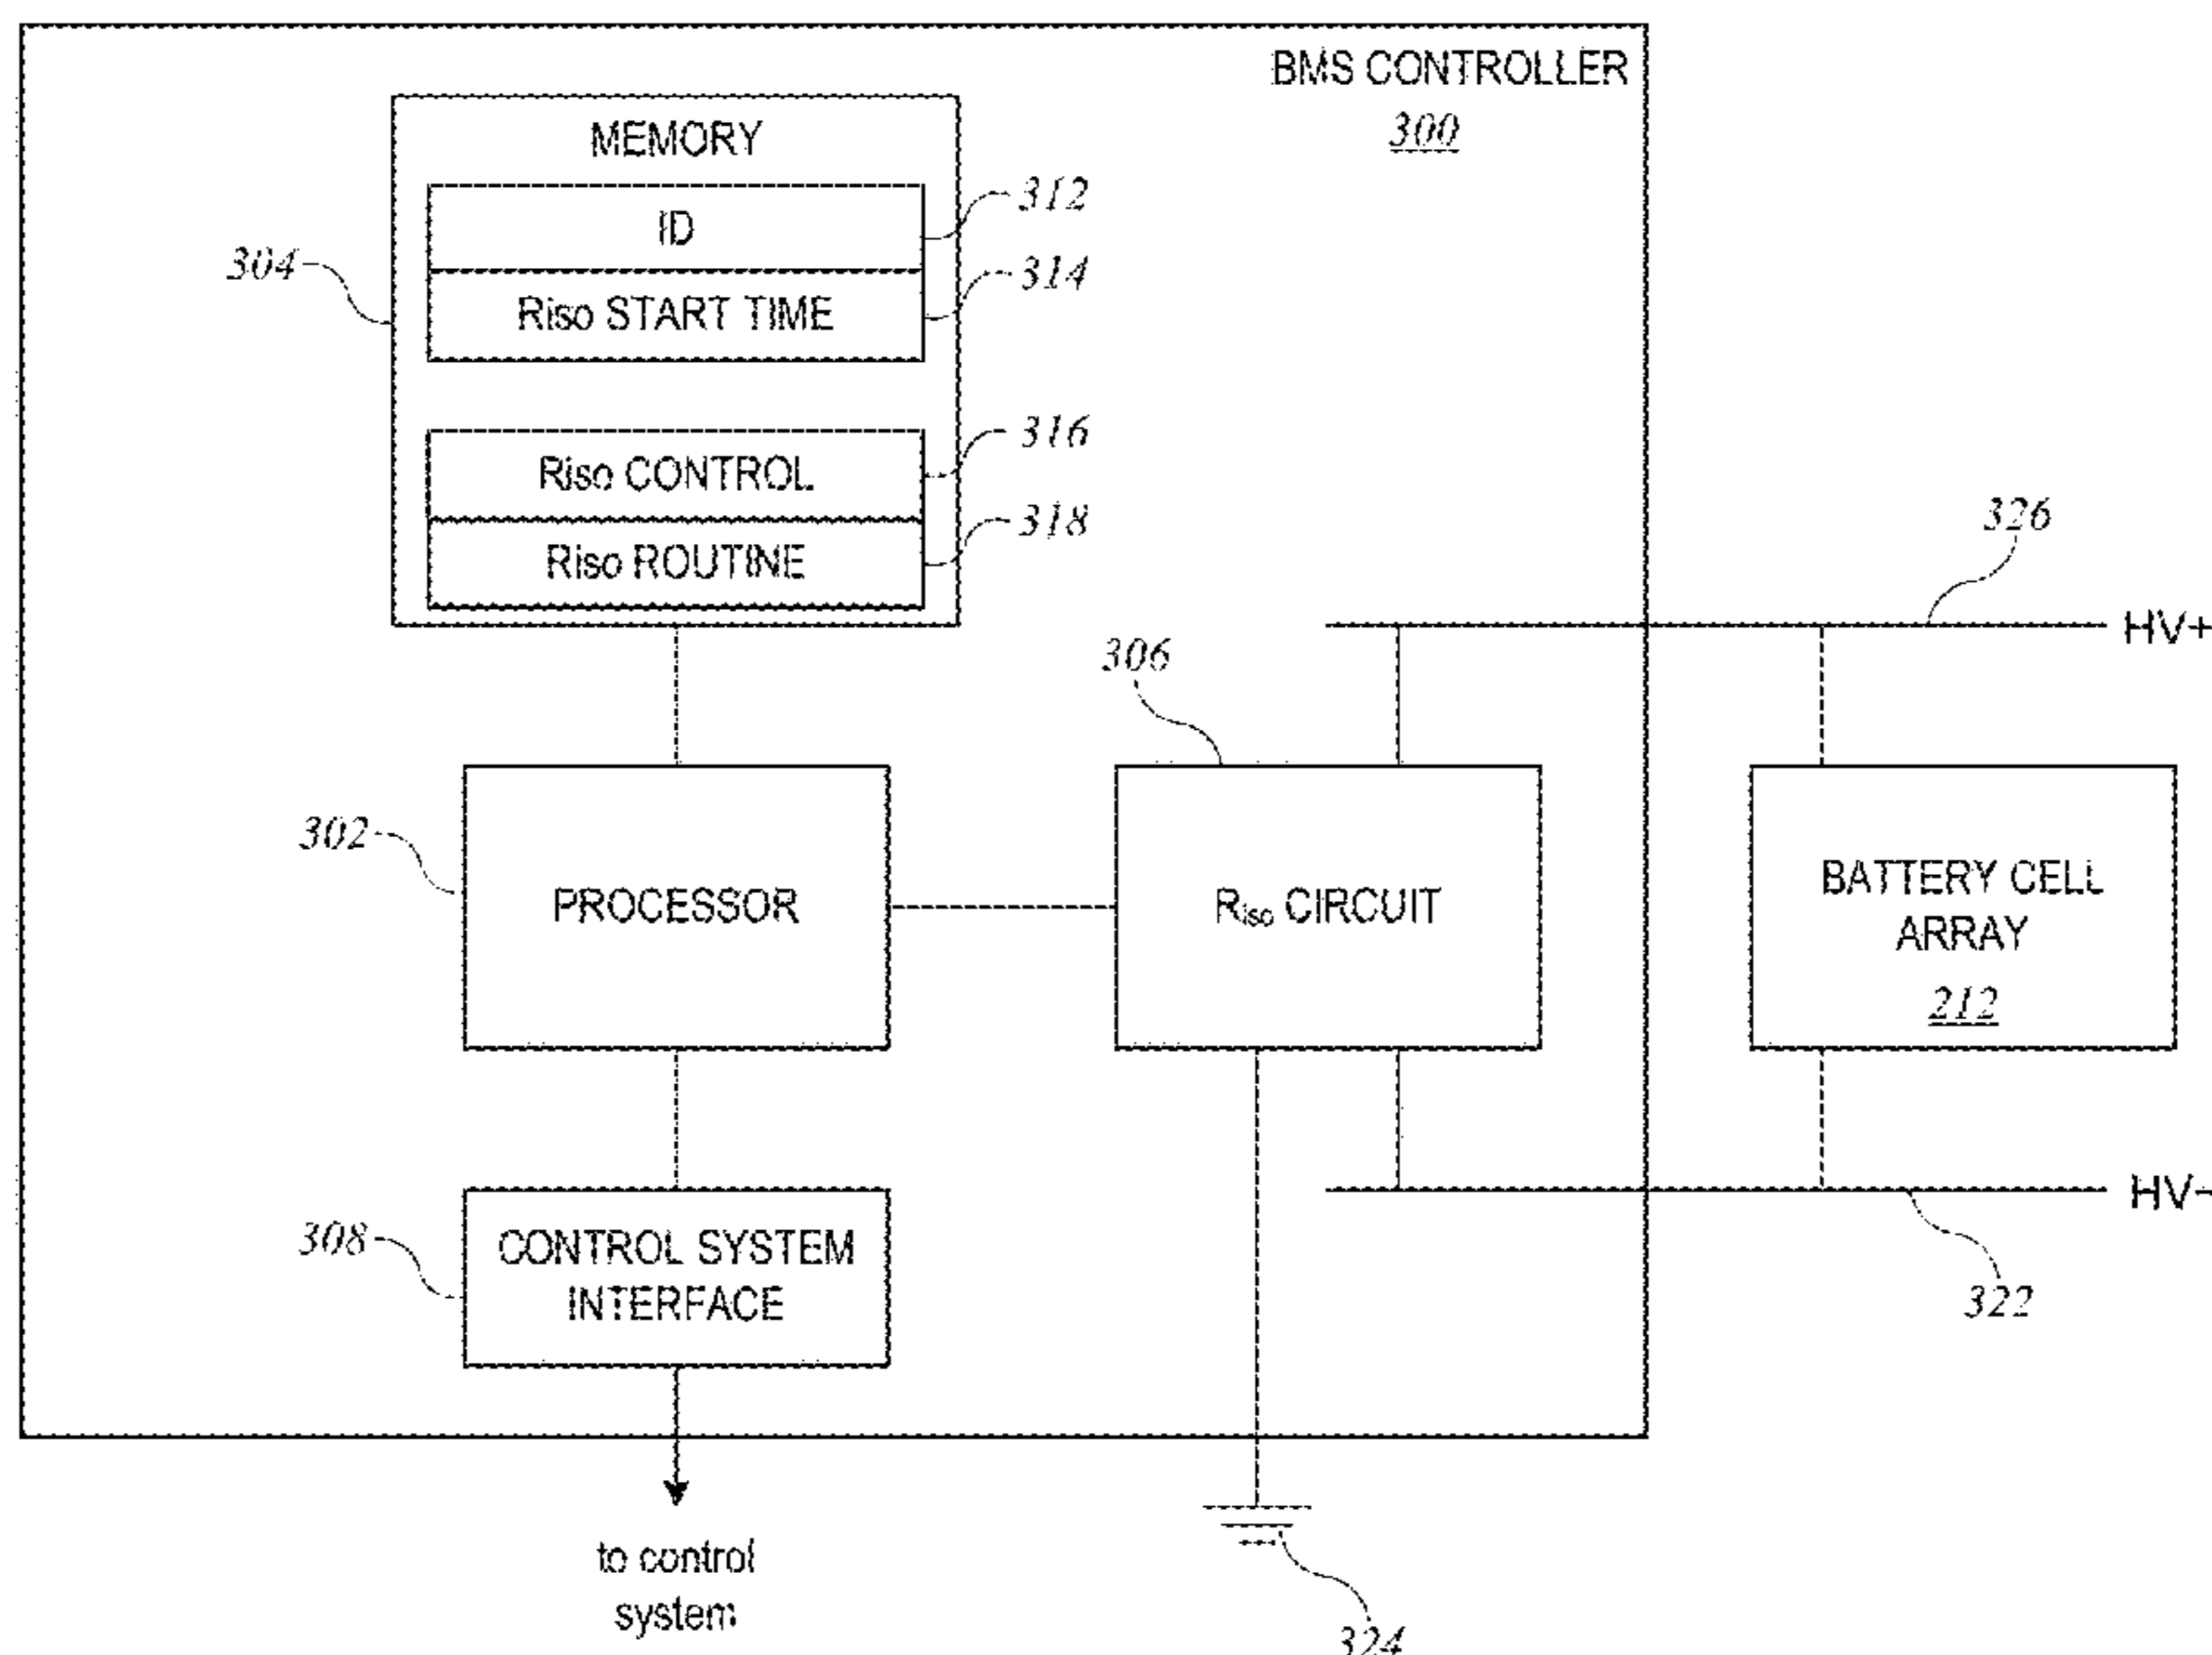 BMS CONTROLLER
300
MEMORY
312
ID
304
314
Riso START TIME
316
Riso CONTROL
318
Riso ROUTINE
326
HV+
306
302
PROCESSOR
Riso CIRCUIT
BATTERY CELL
ARRAY
212
HV-
308
CONTROL SYSTEM
INTERFACE
322
to control
system
324